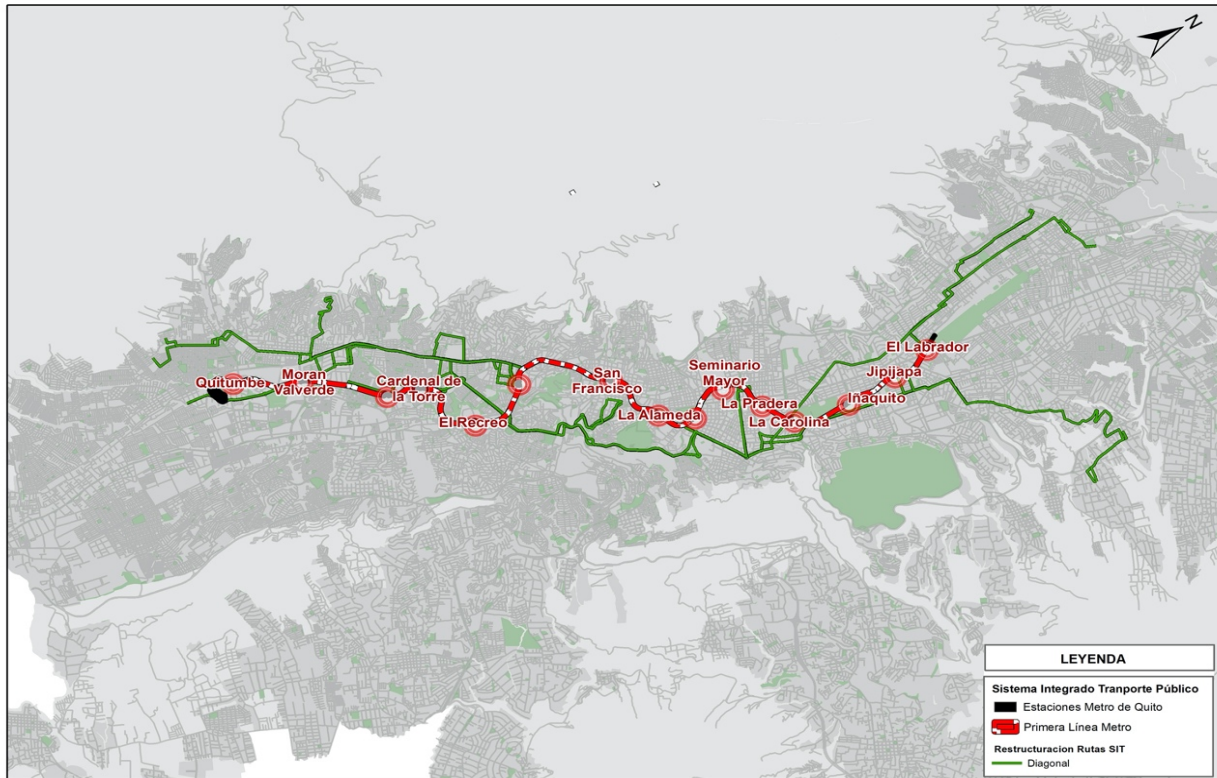 N
El Labrador
Jipijapa
Iñaquito
Seminario
Mayor
La Pradera
La Carolina
San
Francisco
La Alameda
Cardenal de
la Torre
El Recreo
Moran
Valverde
Quitumbe
LEYENDA
Sistema Integrado Tranporte Público
Estaciones Metro de Quito
Primera Línea Metro
Restructuracion Rutas SIT
Diagonal